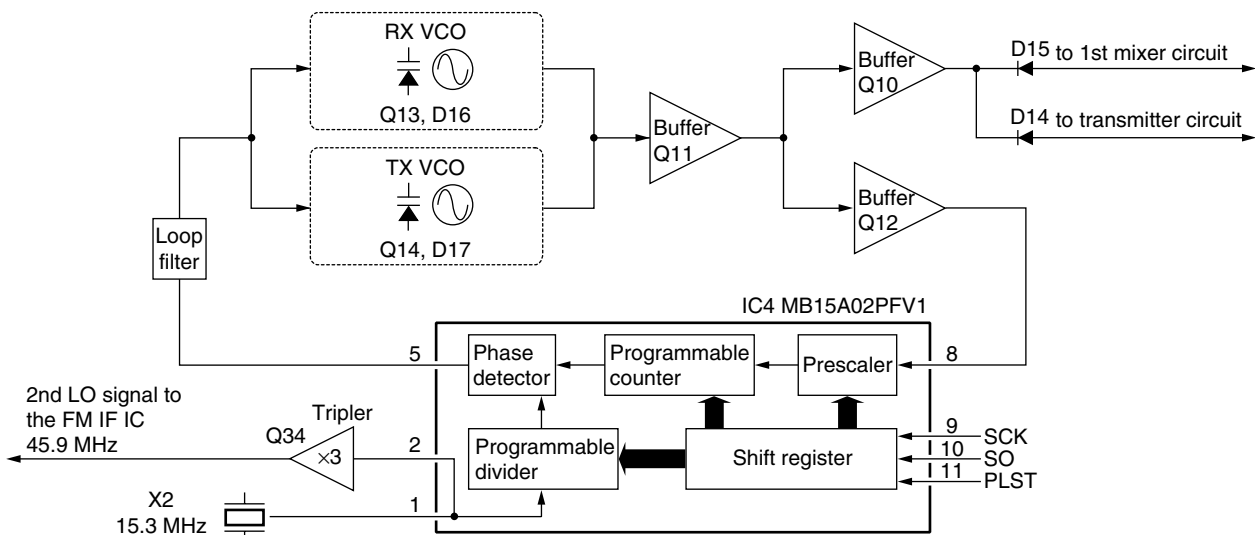 RX VCO
Q13, D16
TX VCO
Q14, D17
Buffer
Q11
Buffer
Q10
Buffer
Q12
D15 to 1st mixer circuit
D14 to transmitter circuit
Loop
filter
IC4 MB15A02PFV1
5
Phase
detector
Programmable
counter
Prescaler
8
2nd LO signal to
the FM IF IC
45.9 MHz
Tripler
Q34
×3
2
Programmable
divider
Shift register
9
SCK
10
SO
11
PLST
1
X2
15.3 MHz